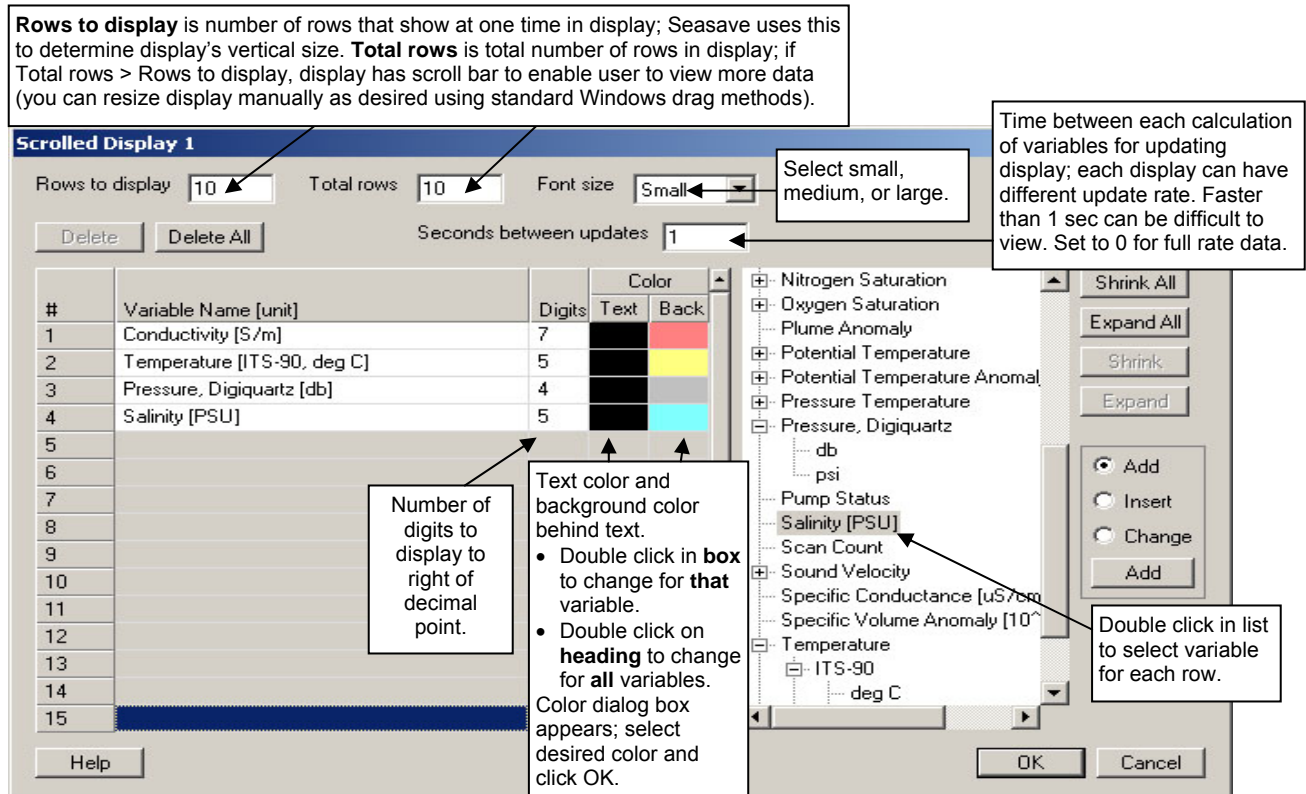 Rows to display is number of rows that show at one time in display; Seasave uses this
to determine display's vertical size. Total rows is total number of rows in display; if
Total rows > Rows to display, display has scroll bar to enable user to view more data
(you can resize display manually as desired using standard Windows drag methods).
Time between each calculation
of variables for updating
display; each display can have
different update rate. Faster
than 1 sec can be difficult to
view. Set to 0 for full rate data.
Scrolled Display 1
Rows to display 10 Total rows 10 Font size Small
Select small,
medium, or large.
Delete Delete All Seconds between updates 1
Color
# Variable Name [unit] Digits Text Back
1 Conductivity [S/m] 7
2 Temperature [ITS-90, deg C] 5
3 Pressure, Digiquartz [db] 4
4 Salinity [PSU] 5
5
6
7
8
9
10
11
12
13
14
15
Number of
digits to
display to
right of
decimal
point.
Text color and
background color
behind text.
• Double click in box
to change for that
variable.
• Double click on
heading to change
for all variables.
Color dialog box
appears; select
desired color and
click OK.
Nitrogen Saturation
Oxygen Saturation
Plume Anomaly
Potential Temperature
Potential Temperature Anomal
Pressure Temperature
Pressure, Digiquartz
db
psi
Pump Status
Salinity [PSU]
Scan Count
Sound Velocity
Specific Conductance [uS/cm
Specific Volume Anomaly [10^
Temperature
ITS-90
deg C
Shrink All
Expand All
Shrink
Expand
Add
Insert
Change
Add
Double click in list
to select variable
for each row.
Help OK Cancel